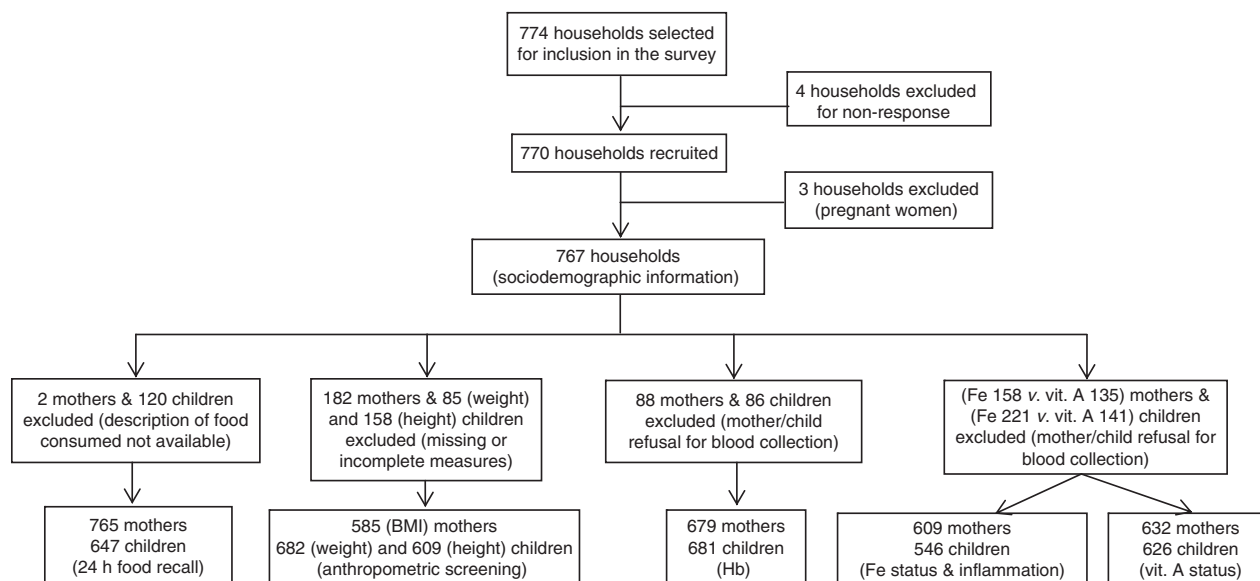 774 households selected
for inclusion in the survey
4 households excluded
for non-response
770 households recruited
3 households excluded
(pregnant women)
767 households
(sociodemographic information)
2 mothers & 120 children
excluded (description of food
consumed not available)
182 mothers & 85 (weight)
and 158 (height) children
excluded (missing or
incomplete measures)
88 mothers & 86 children
excluded (mother/child
refusal for blood collection)
(Fe 158 v. vit. A 135) mothers &
(Fe 221 v. vit. A 141) children
excluded (mother/child refusal for
blood collection)
765 mothers
647 children
(24 h food recall)
585 (BMI) mothers
682 (weight) and 609 (height) children
(anthropometric screening)
679 mothers
681 children
(Hb)
609 mothers
546 children
(Fe status & inflammation)
632 mothers
626 children
(vit. A status)